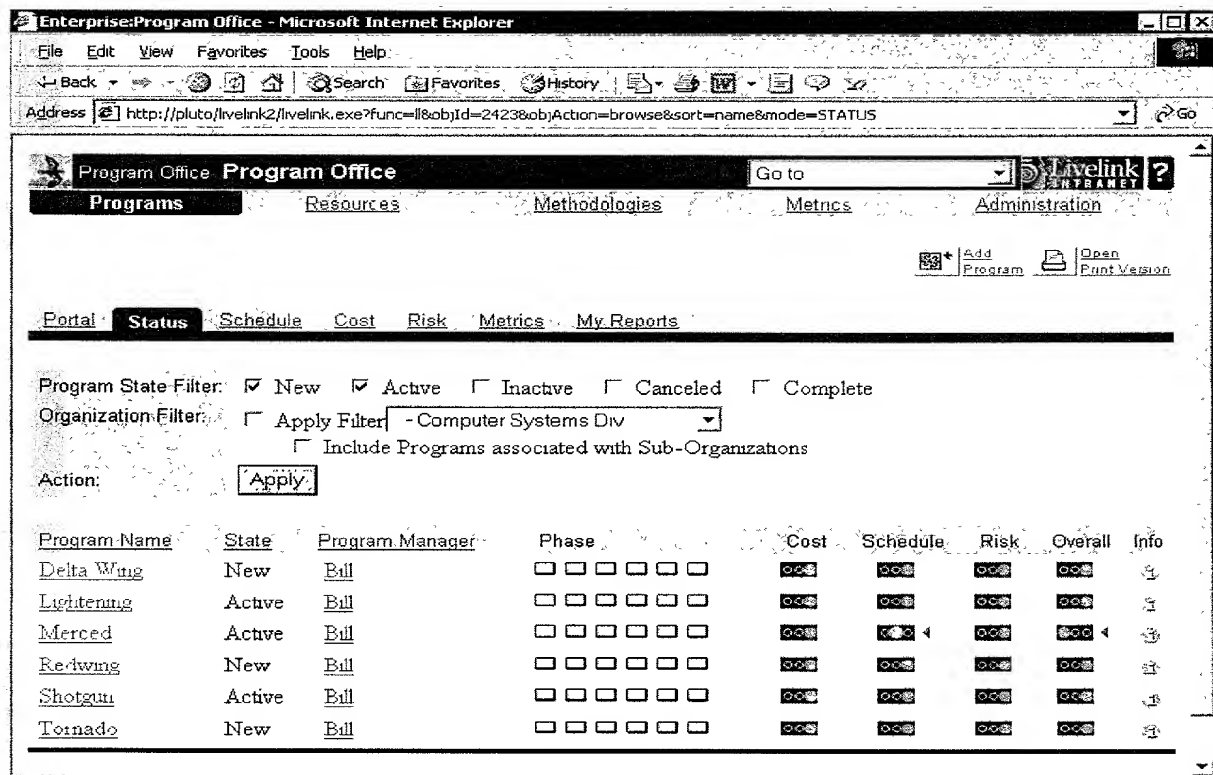 Enterprise:Program Office - Microsoft Internet Explorer
File Edit View Favorites Tools Help
Back Search Favorites History
Address http://pluto/livelink2/livelink.exe?func=ll&objId=2423&objAction=browse&sort=name&mode=STATUS Go
Program Office Program Office Go to Livelink INTRANET ?
Programs Resources Methodologies Metrics Administration
Add Program Open Print Version
Portal Status Schedule Cost Risk Metrics My Reports
Program State Filter: New Active Inactive Canceled Complete
Organization Filter: Apply Filter - Computer Systems Div
Include Programs associated with Sub-Organizations
Action: Apply
Program Name State Program Manager Phase Cost Schedule Risk Overall Info
Delta Wing New Bill
Lightening Active Bill
Merced Active Bill
Redwing New Bill
Shotgun Active Bill
Tornado New Bill